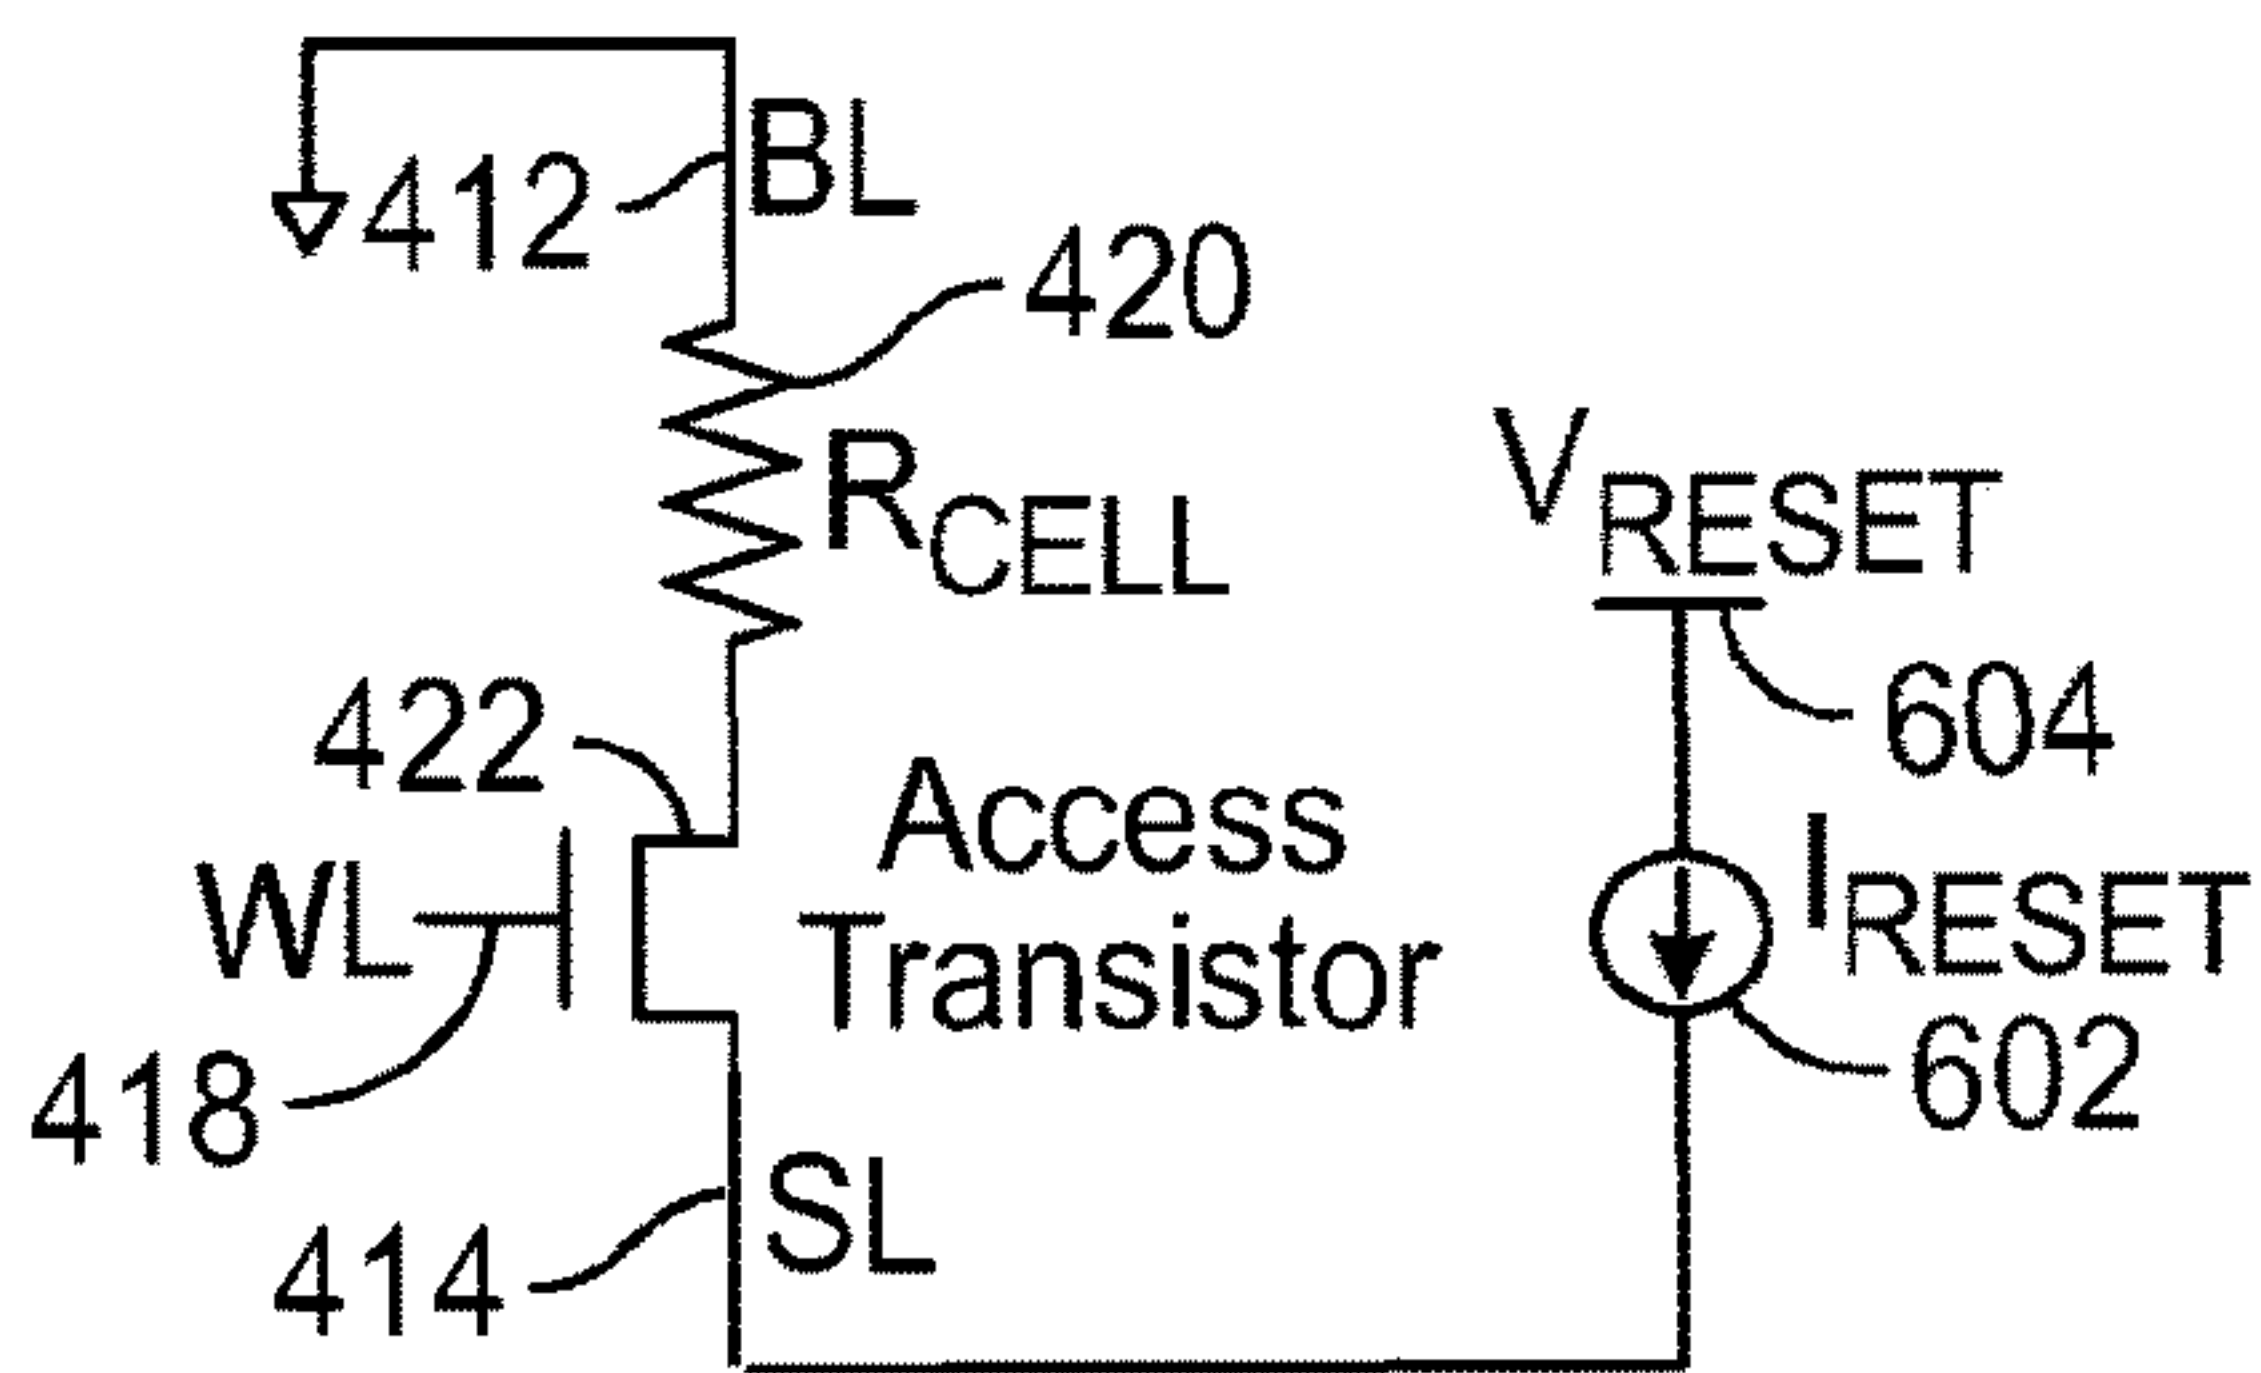 BL
412
420
R_CELL
V_RESET
422
604
Access
Transistor
WL
I_RESET
418
602
SL
414